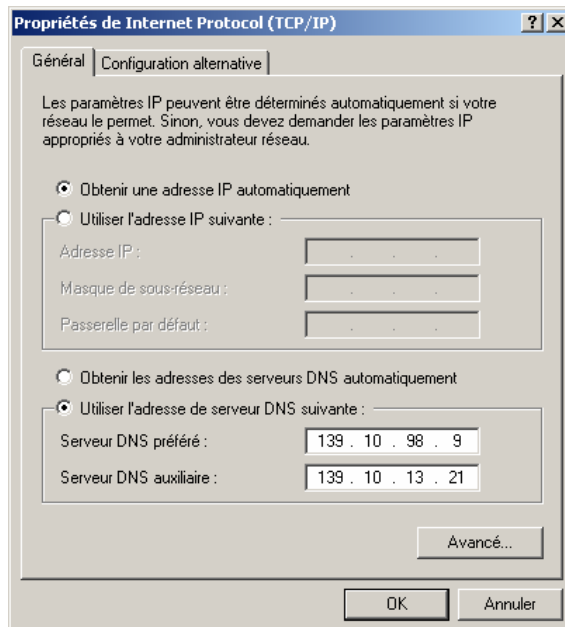 Propriétés de Internet Protocol (TCP/IP)
Général
Configuration alternative
Les paramètres IP peuvent être déterminés automatiquement si votre
réseau le permet. Sinon, vous devez demander les paramètres IP
appropriés à votre administrateur réseau.
Obtenir une adresse IP automatiquement
Utiliser l'adresse IP suivante :
Adresse IP :
Masque de sous-réseau :
Passerelle par défaut :
Obtenir les adresses des serveurs DNS automatiquement
Utiliser l'adresse de serveur DNS suivante :
Serveur DNS préféré : 139 . 10 . 98 . 9
Serveur DNS auxiliaire : 139 . 10 . 13 . 21
Avancé...
OK Annuler